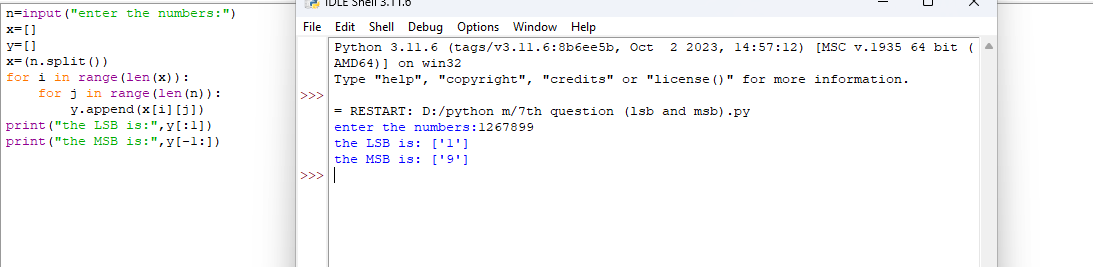 n=input("enter the numbers:")
x=[]
y=[]
x=(n.split())
for i in range(len(x)):
    for j in range(len(n)):
        y.append(x[i][j])
print("the LSB is:",y[:1])
print("the MSB is:",y[-1:])
IDLE Shell 3.11.6
File Edit Shell Debug Options Window Help
Python 3.11.6 (tags/v3.11.6:8b6ee5b, Oct  2 2023, 14:57:12) [MSC v.1935 64 bit (
AMD64)] on win32
Type "help", "copyright", "credits" or "license()" for more information.
>>>
= RESTART: D:/python m/7th question (lsb and msb).py
enter the numbers:1267899
the LSB is: ['1']
the MSB is: ['9']
>>>